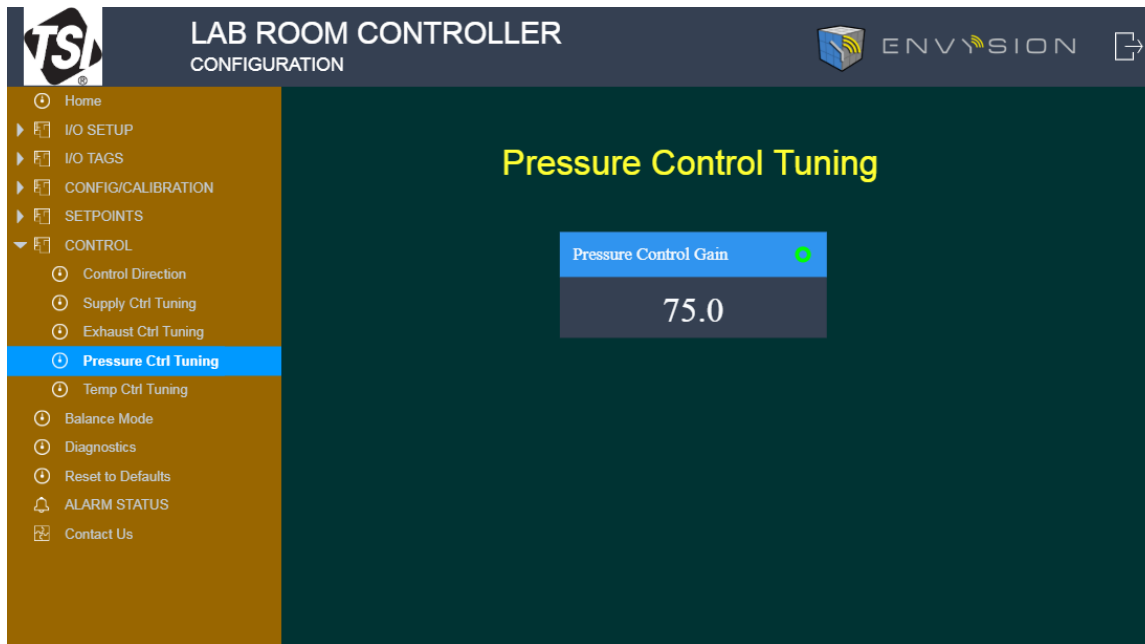 TSI
®
LAB ROOM CONTROLLER
CONFIGURATION
ENVYSION
Home
I/O SETUP
I/O TAGS
CONFIG/CALIBRATION
SETPOINTS
CONTROL
Control Direction
Supply Ctrl Tuning
Exhaust Ctrl Tuning
Pressure Ctrl Tuning
Temp Ctrl Tuning
Balance Mode
Diagnostics
Reset to Defaults
ALARM STATUS
Contact Us
Pressure Control Tuning
Pressure Control Gain
75.0